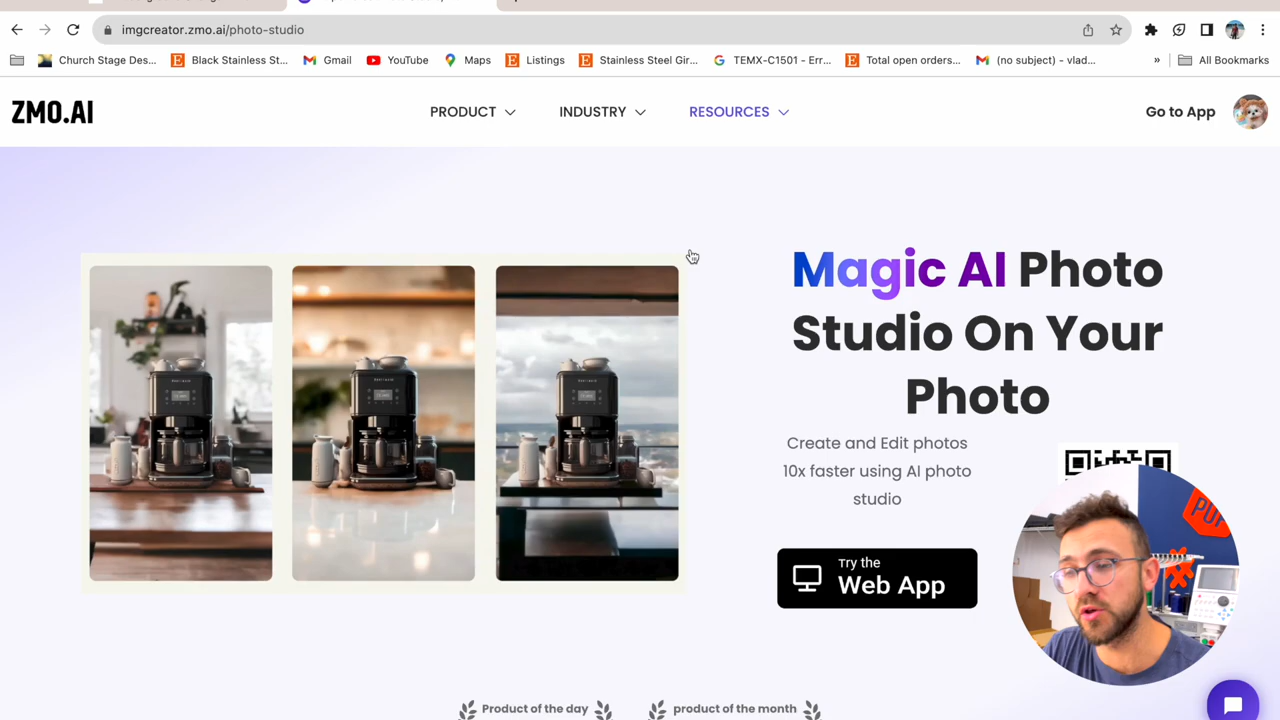 imgcreator.zmo.ai/photo-studio
Church Stage Des...
Black Stainless St...
Gmail
YouTube
Maps
Listings
Stainless Steel Gir...
TEMX-C1501 - Err...
Total open orders...
(no subject) - vlad...
»
All Bookmarks
ZMO.AI
PRODUCT
INDUSTRY
RESOURCES
Go to App
Magic AI Photo
Studio On Your
Photo
Create and Edit photos
10x faster using AI photo
studio
Try the
Web App
Product of the day
product of the month